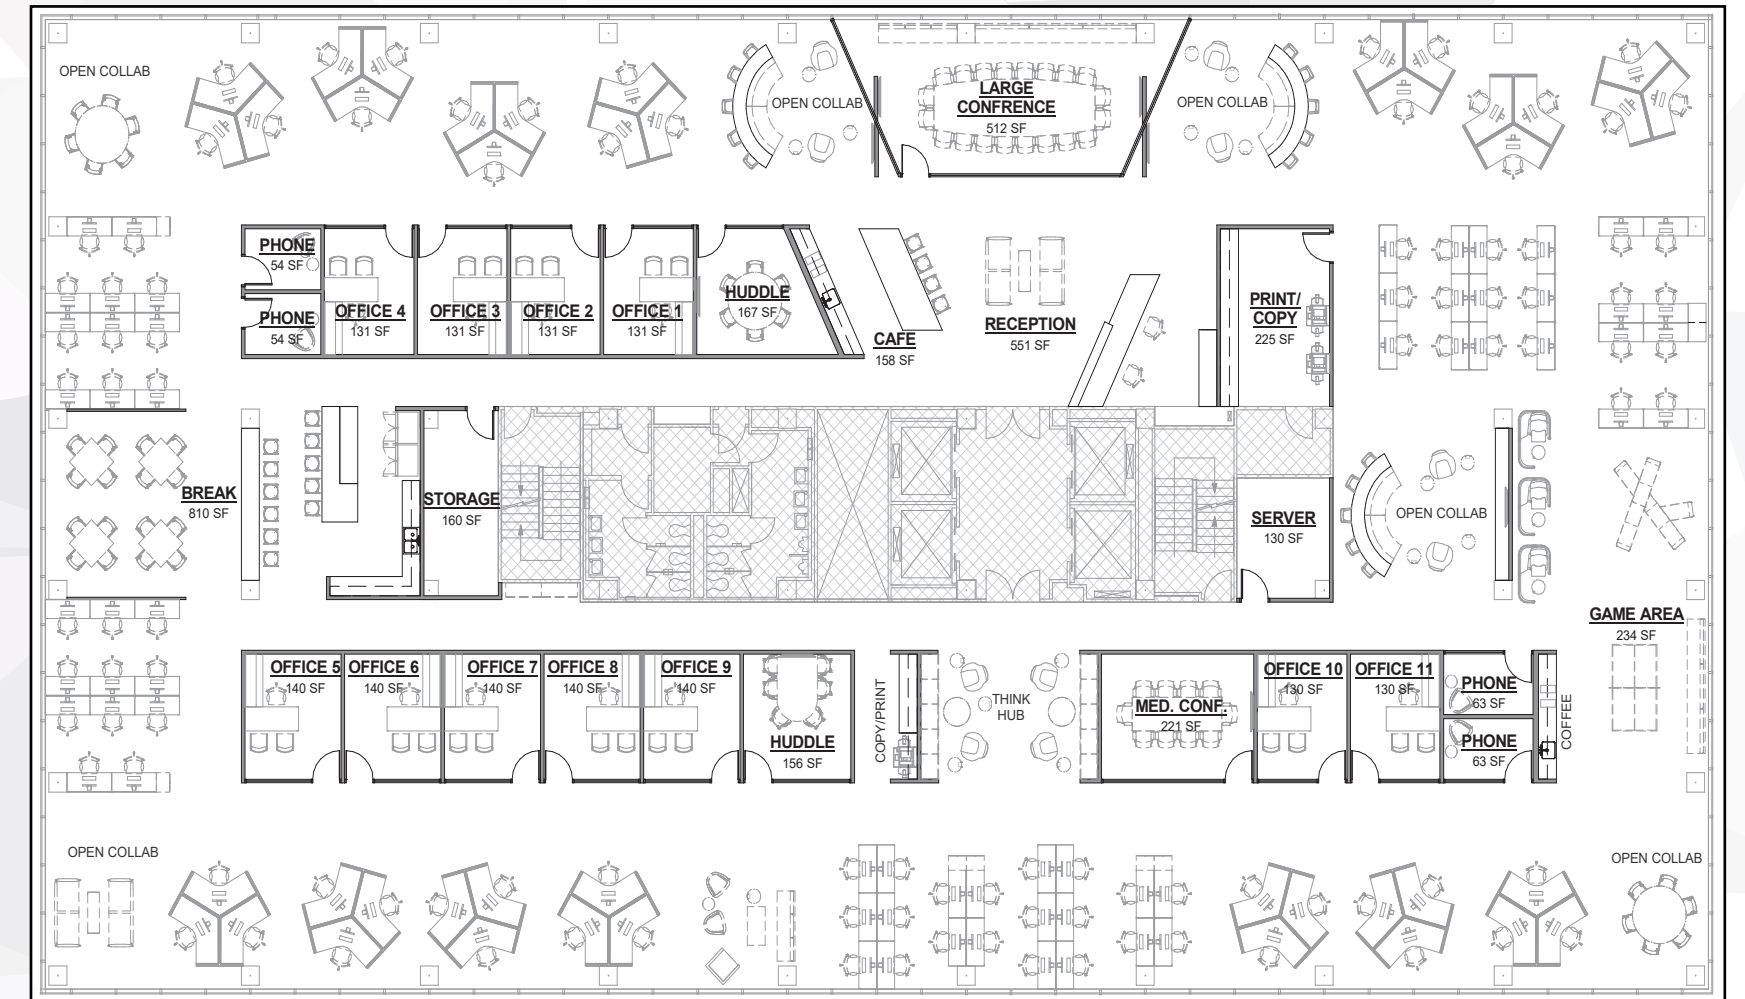 OPEN COLLAB
OPEN COLLAB
LARGE
CONFRENCE
512 SF
OPEN COLLAB
PHONE
54 SF
PHONE
54 SF
OFFICE 4
131 SF
OFFICE 3
131 SF
OFFICE 2
131 SF
OFFICE 1
131 SF
HUDDLE
167 SF
CAFE
158 SF
RECEPTION
551 SF
PRINT/
COPY
225 SF
BREAK
810 SF
STORAGE
160 SF
SERVER
130 SF
OPEN COLLAB
GAME AREA
234 SF
OFFICE 5
140 SF
OFFICE 6
140 SF
OFFICE 7
140 SF
OFFICE 8
140 SF
OFFICE 9
140 SF
HUDDLE
156 SF
COPY/PRINT
THINK
HUB
MED. CONF.
221 SF
OFFICE 10
130 SF
OFFICE 11
130 SF
PHONE
63 SF
PHONE
63 SF
COFFEE
OPEN COLLAB
OPEN COLLAB